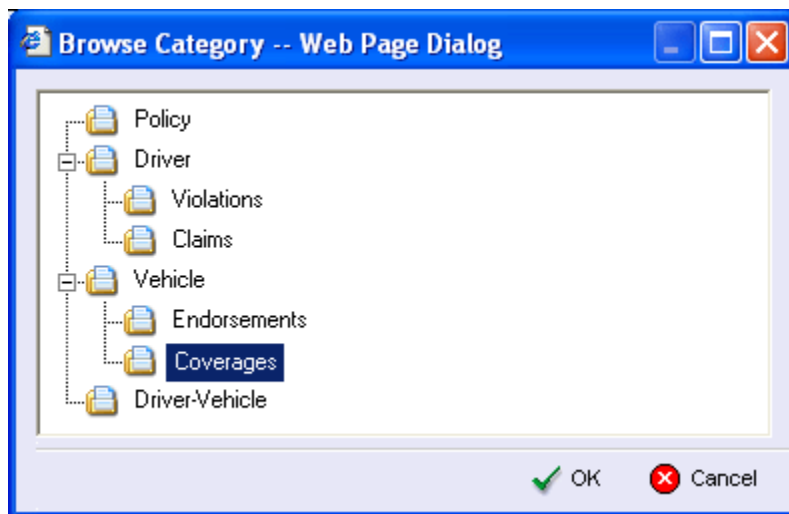 Browse Category -- Web Page Dialog
Policy
Driver
Violations
Claims
Vehicle
Endorsements
Coverages
Driver-Vehicle
OK Cancel